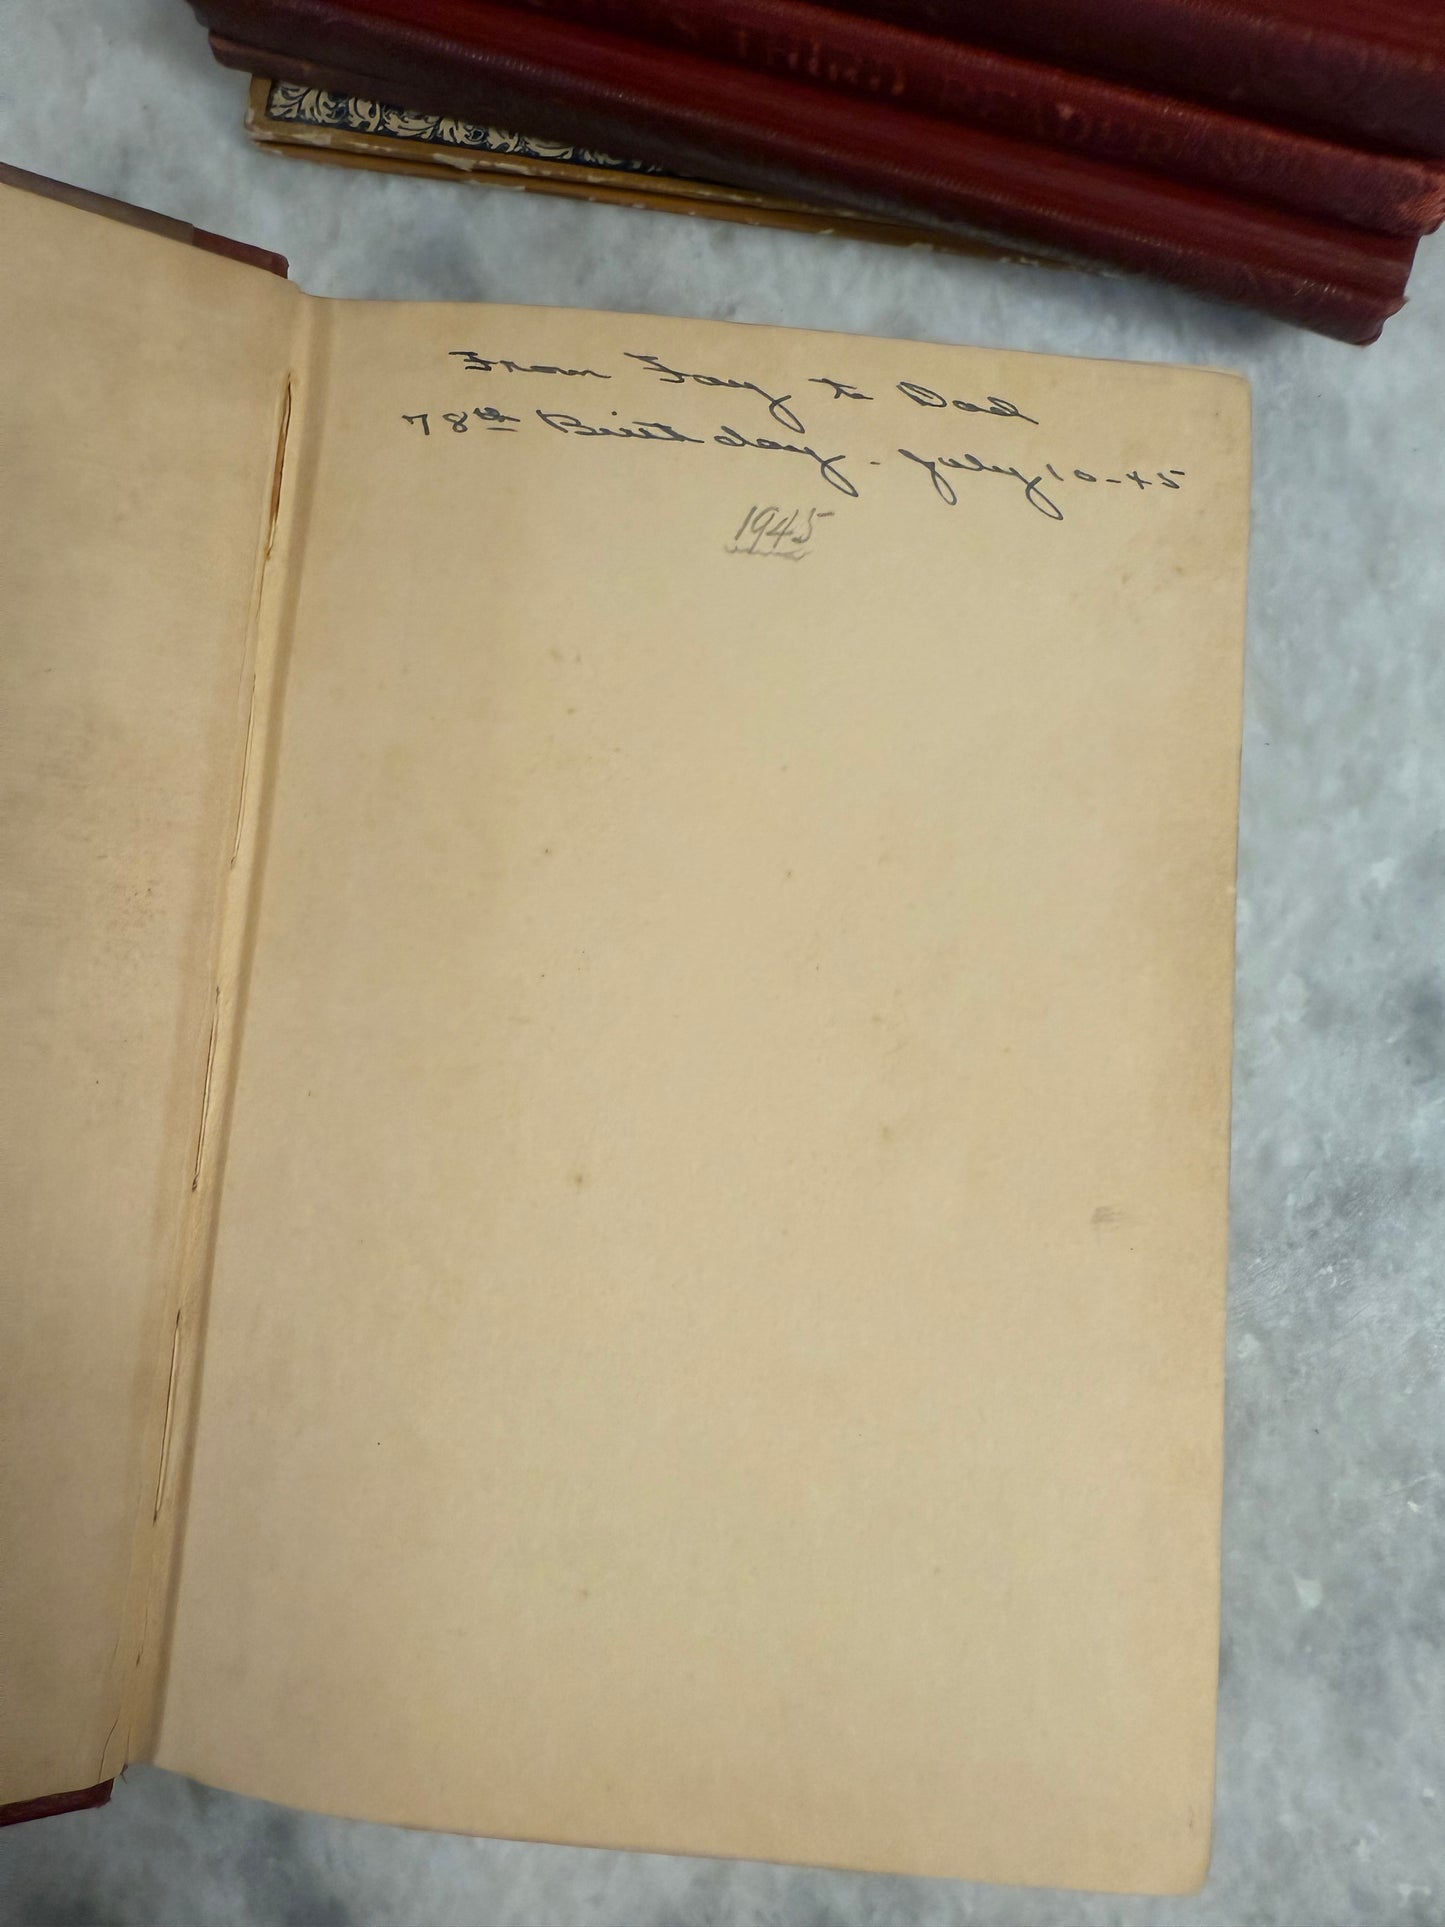 From Fay to Dad
78th Birthday - July 10-45
1945